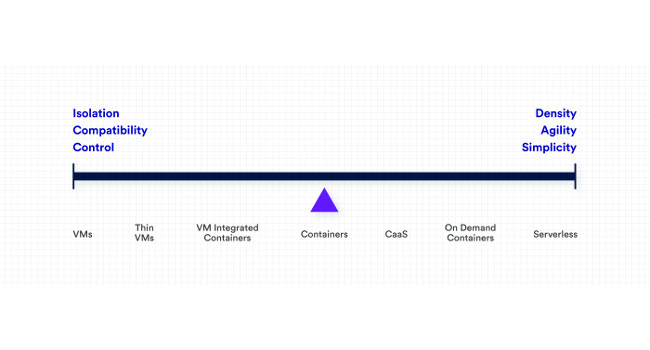 Isolation
Compatibility
Control
Density
Agility
Simplicity
VMs
Thin
VMs
VM Integrated
Containers
Containers
CaaS
On Demand
Containers
Serverless